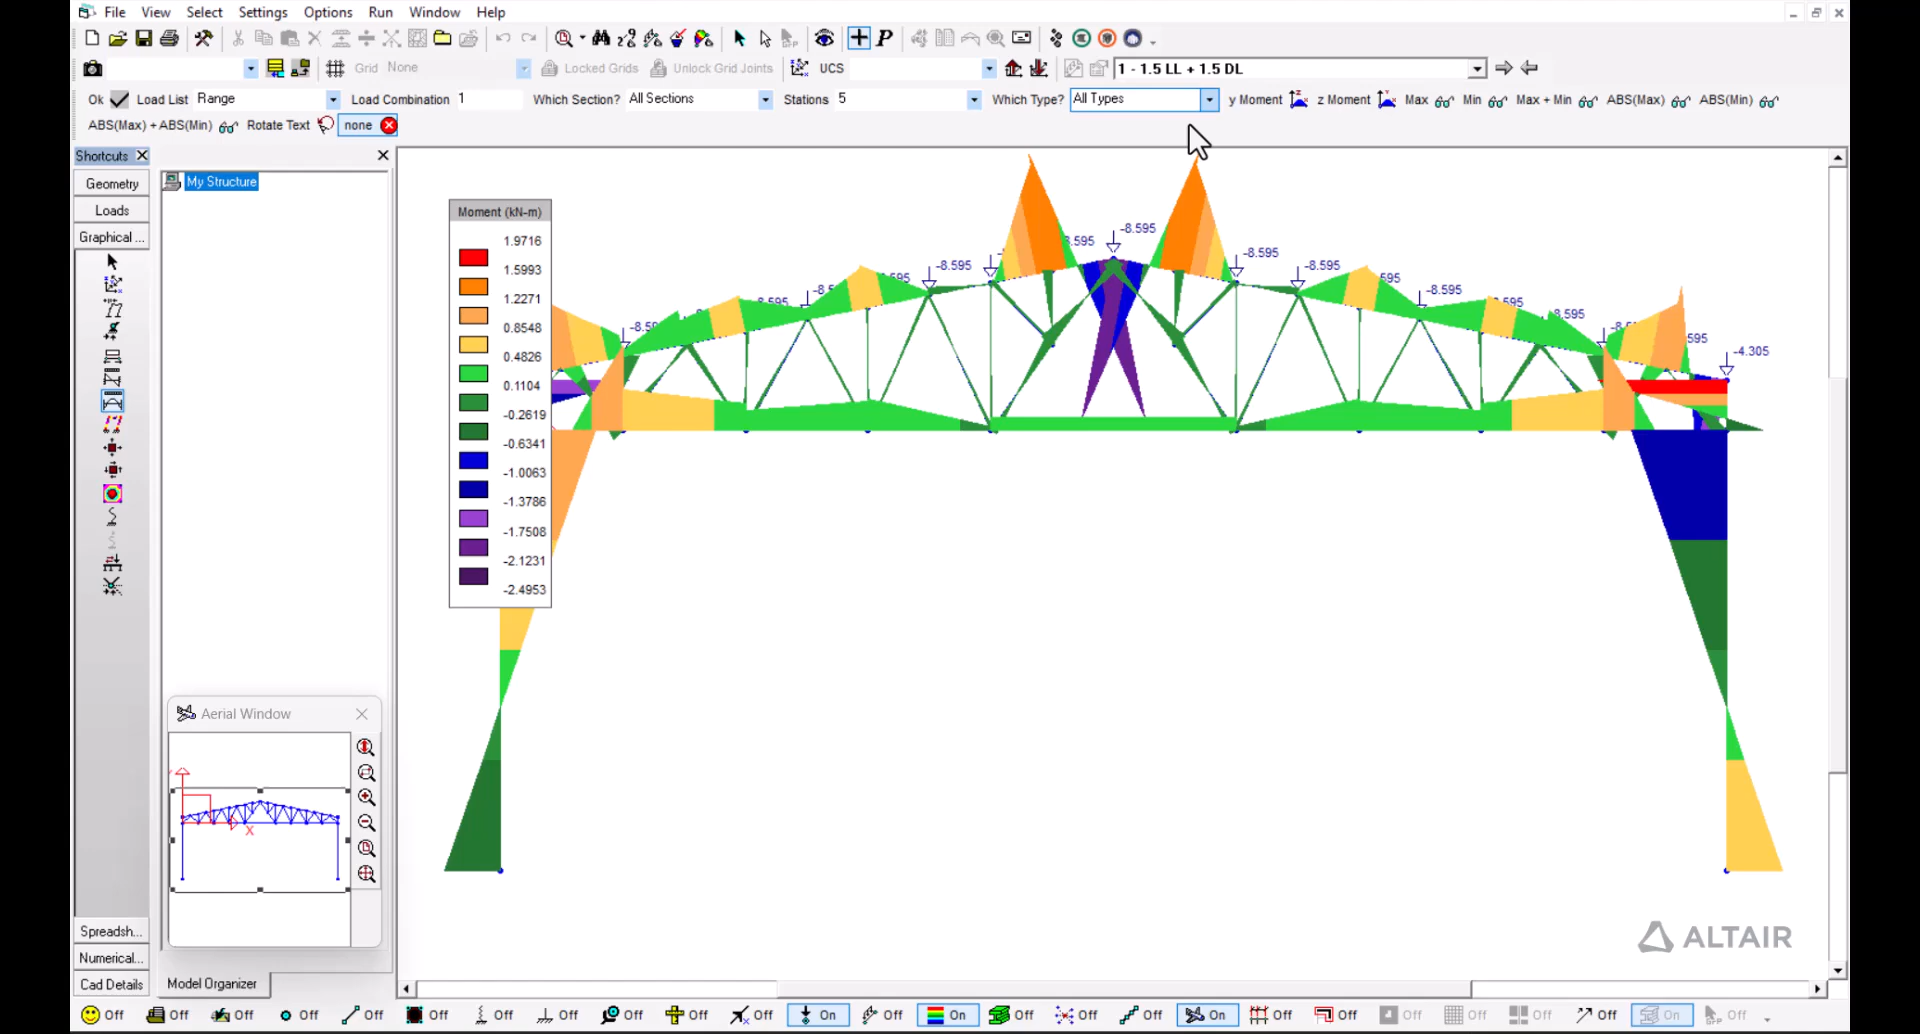 File View Select Settings Options Run Window Help
Grid None Locked Grids Unlock Grid Joints UCS 1 - 1.5 LL + 1.5 DL
Ok Load List Range Load Combination 1 Which Section? All Sections Stations 5 Which Type? All Types y Moment z Moment Max Min Max + Min ABS(Max) ABS(Min)
ABS(Max) + ABS(Min) Rotate Text none
Shortcuts
Geometry
Loads
Graphical ...
My Structure
Moment (kN-m)
1.9716
1.5993
1.2271
0.8548
0.4826
0.1104
-0.2619
-0.6341
-1.0063
-1.3786
-1.7508
-2.1231
-2.4953
-8.595
-8.595
-8.595
-8.595
-8.595
-8.595
-4.305
Aerial Window
X
ALTAIR
Spreadsh...
Numerical...
Cad Details
Model Organizer
Off Off Off Off Off Off Off Off Off Off Off On Off On Off Off Off On Off Off Off Off Off Off On Off